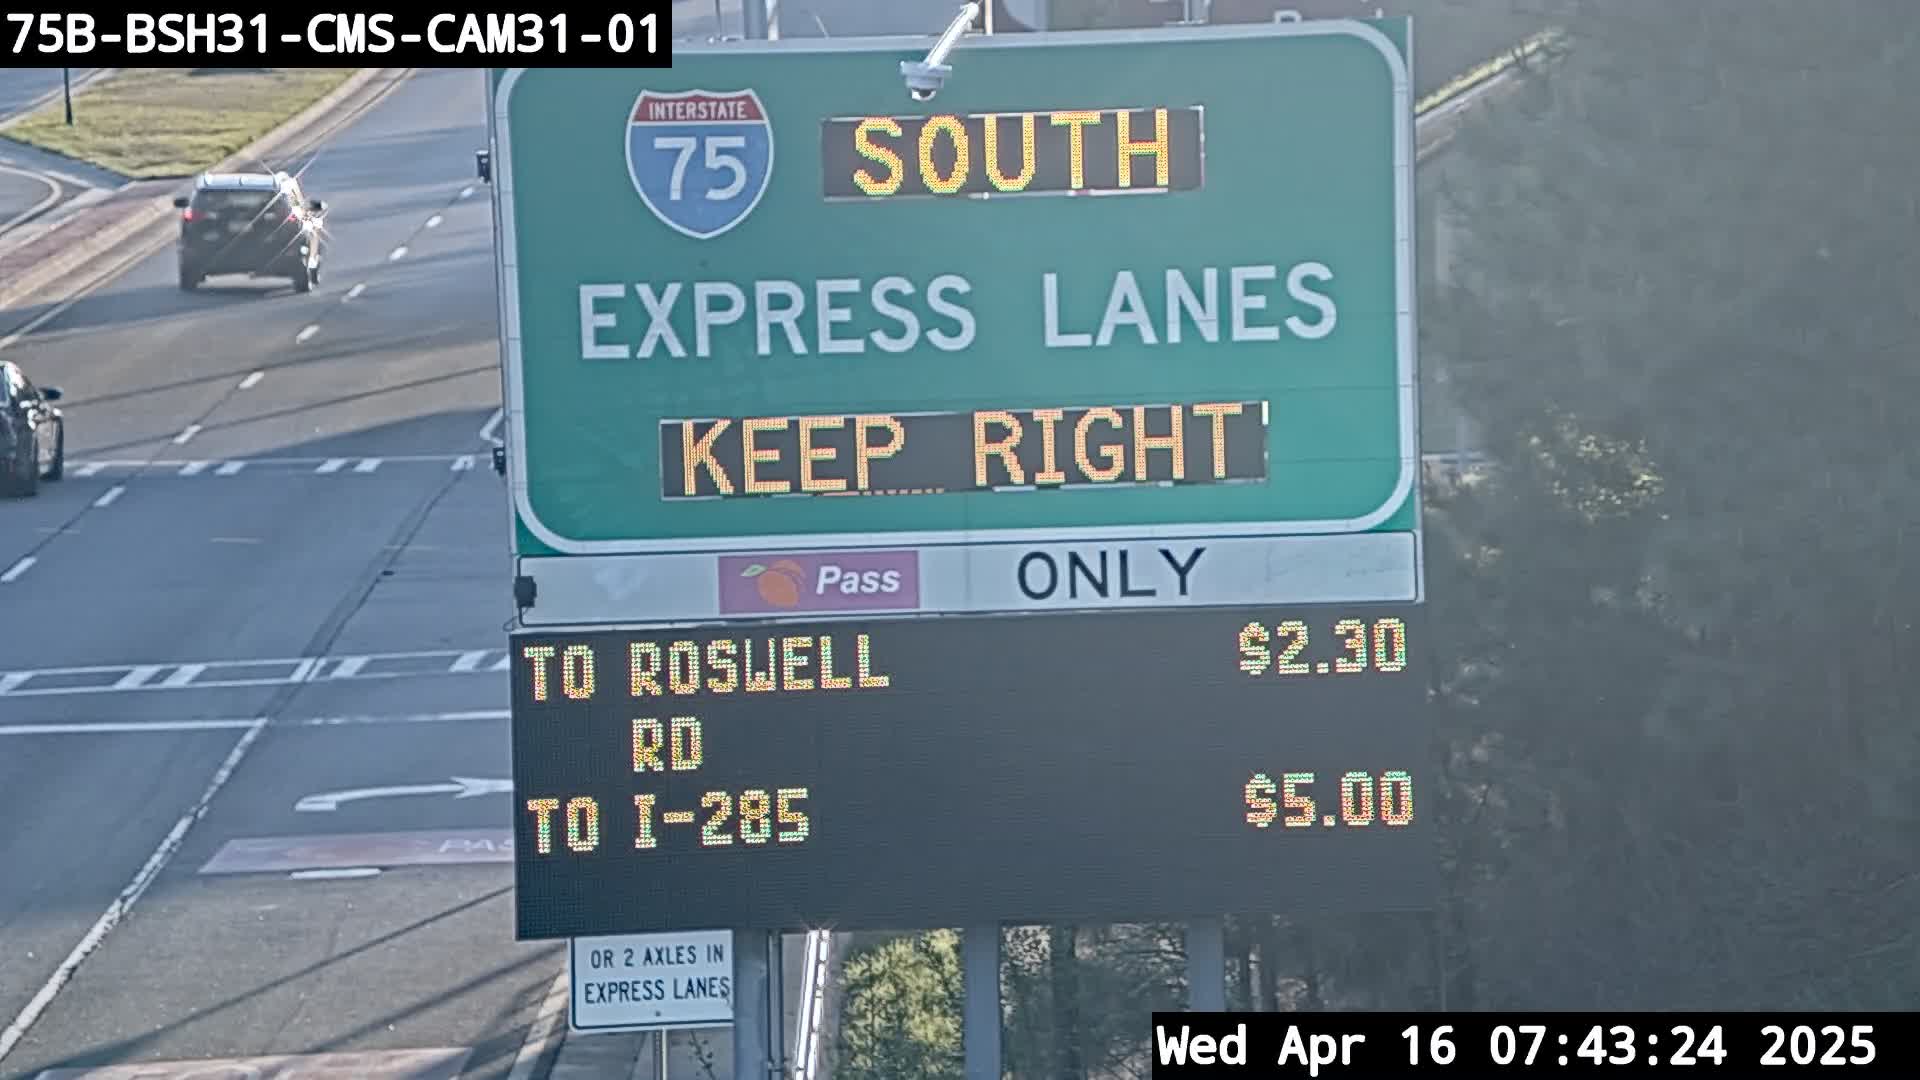 75B-BSH31-CMS-CAM31-01
INTERSTATE
75
SOUTH
EXPRESS LANES
KEEP RIGHT
Pass ONLY
TO ROSWELL $2.30
RD
TO I-285 $5.00
OR 2 AXLES IN
EXPRESS LANES
Wed Apr 16 07:43:24 2025